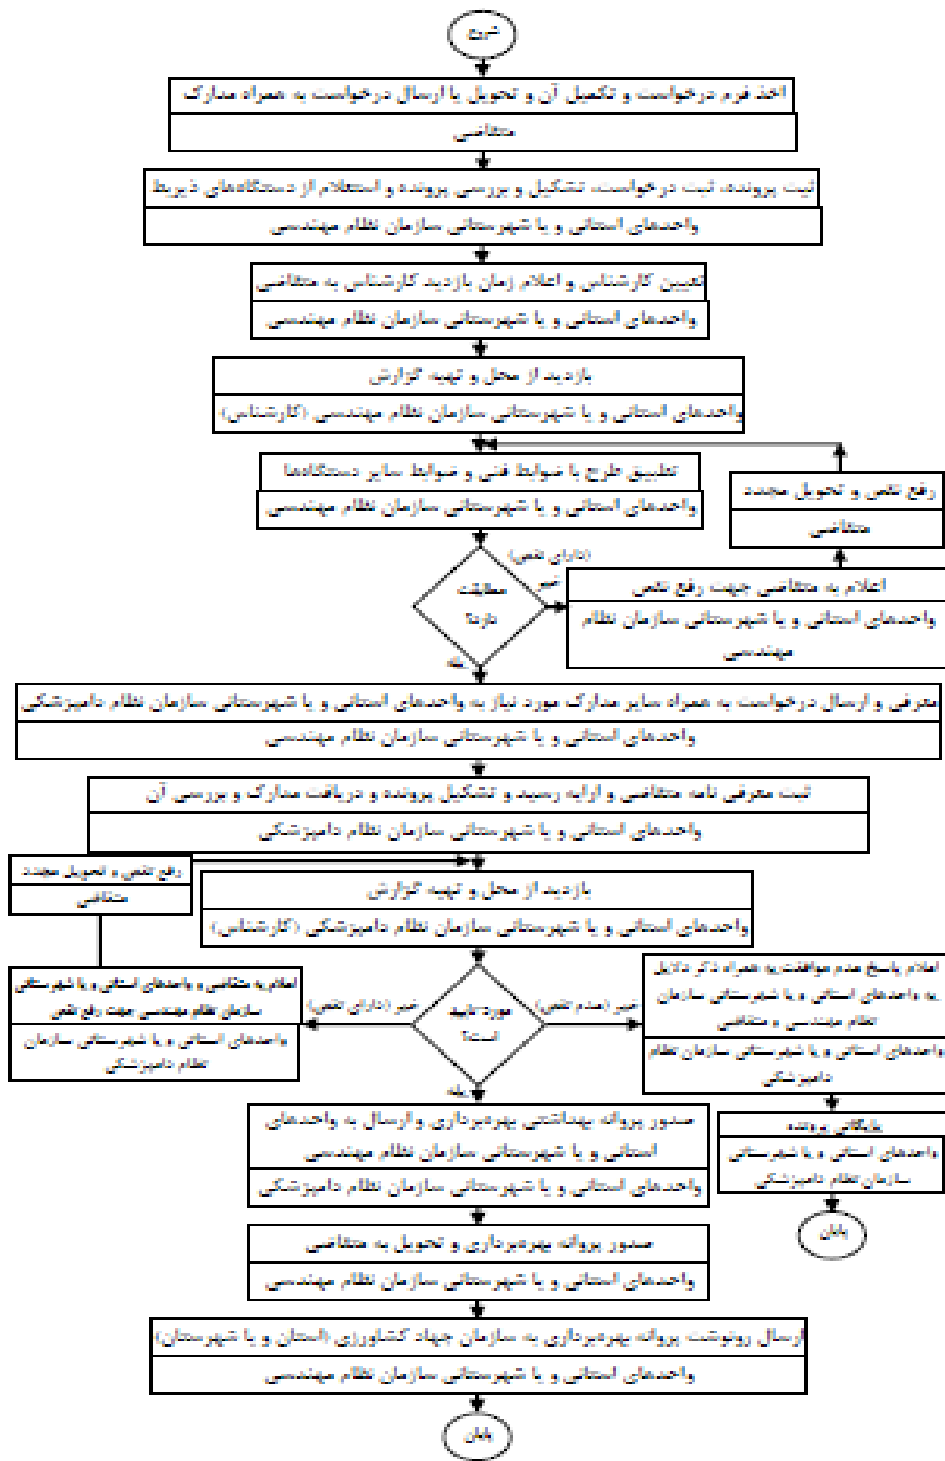 شروع
اخذ فرم درخواست و تکمیل آن و تحویل یا ارسال درخواست به همراه مدارک
متقاضی
ثبت پرونده، ثبت درخواست، تشکیل و بررسی پرونده و استعلام از دستگاه‌های ذیربط
واحدهای استانی و یا شهرستانی سازمان نظام مهندسی
تعیین کارشناس و اعلام زمان بازدید کارشناس به متقاضی
واحدهای استانی و یا شهرستانی سازمان نظام مهندسی
بازدید از محل و تهیه گزارش
واحدهای استانی و یا شهرستانی سازمان نظام مهندسی (کارشناس)
تطبیق طرح با ضوابط فنی و ضوابط سایر دستگاه‌ها
واحدهای استانی و یا شهرستانی سازمان نظام مهندسی
رفع نقص و تحویل مجدد
متقاضی
(دارای نقص)
خیر
مطابقت
دارد؟
اعلام به متقاضی جهت رفع نقص
واحدهای استانی و یا شهرستانی سازمان نظام
مهندسی
بله
معرفی و ارسال درخواست به همراه سایر مدارک مورد نیاز به واحدهای استانی و یا شهرستانی سازمان نظام دامپزشکی
واحدهای استانی و یا شهرستانی سازمان نظام مهندسی
ثبت معرفی نامه متقاضی و ارایه رسید و تشکیل پرونده و دریافت مدارک و بررسی آن
واحدهای استانی و یا شهرستانی سازمان نظام دامپزشکی
رفع نقص و تحویل مجدد
متقاضی
بازدید از محل و تهیه گزارش
واحدهای استانی و یا شهرستانی سازمان نظام دامپزشکی (کارشناس)
اعلام پاسخ عدم موافقت به همراه ذکر دلایل
به واحدهای استانی و یا شهرستانی سازمان
نظام مهندسی و متقاضی
واحدهای استانی و یا شهرستانی سازمان نظام
دامپزشکی
خیر (عدم نقص)
مورد تایید
است؟
خیر (دارای نقص)
اعلام به متقاضی و واحدهای استانی و یا شهرستانی
سازمان نظام مهندسی جهت رفع نقص
واحدهای استانی و یا شهرستانی سازمان
نظام دامپزشکی
بله
صدور پروانه بهداشتی بهره‌برداری و ارسال به واحدهای
استانی و یا شهرستانی سازمان نظام مهندسی
واحدهای استانی و یا شهرستانی سازمان نظام دامپزشکی
بایگانی پرونده
واحدهای استانی و یا شهرستانی
سازمان نظام دامپزشکی
پایان
صدور پروانه بهره‌برداری و تحویل به متقاضی
واحدهای استانی و یا شهرستانی سازمان نظام مهندسی
ارسال رونوشت پروانه بهره‌برداری به سازمان جهاد کشاورزی (استان و یا شهرستان)
واحدهای استانی و یا شهرستانی سازمان نظام مهندسی
پایان